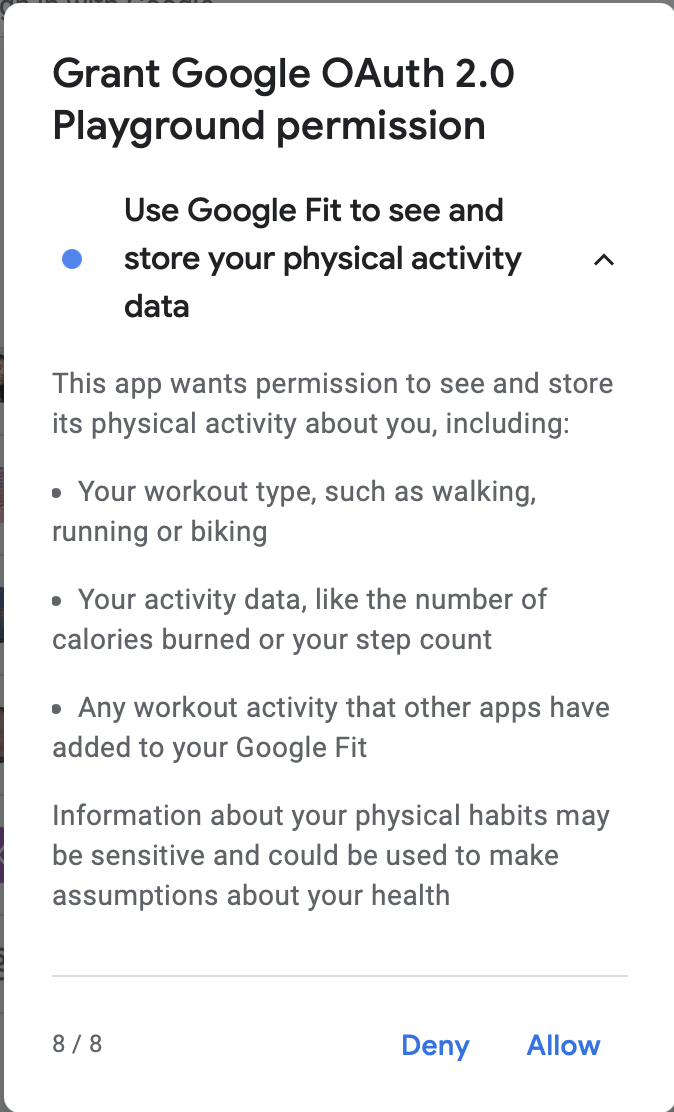 Grant Google OAuth 2.0
Playground permission
Use Google Fit to see and
store your physical activity
data
This app wants permission to see and store
its physical activity about you, including:
• Your workout type, such as walking,
running or biking
• Your activity data, like the number of
calories burned or your step count
• Any workout activity that other apps have
added to your Google Fit
Information about your physical habits may
be sensitive and could be used to make
assumptions about your health
8 / 8
Deny
Allow